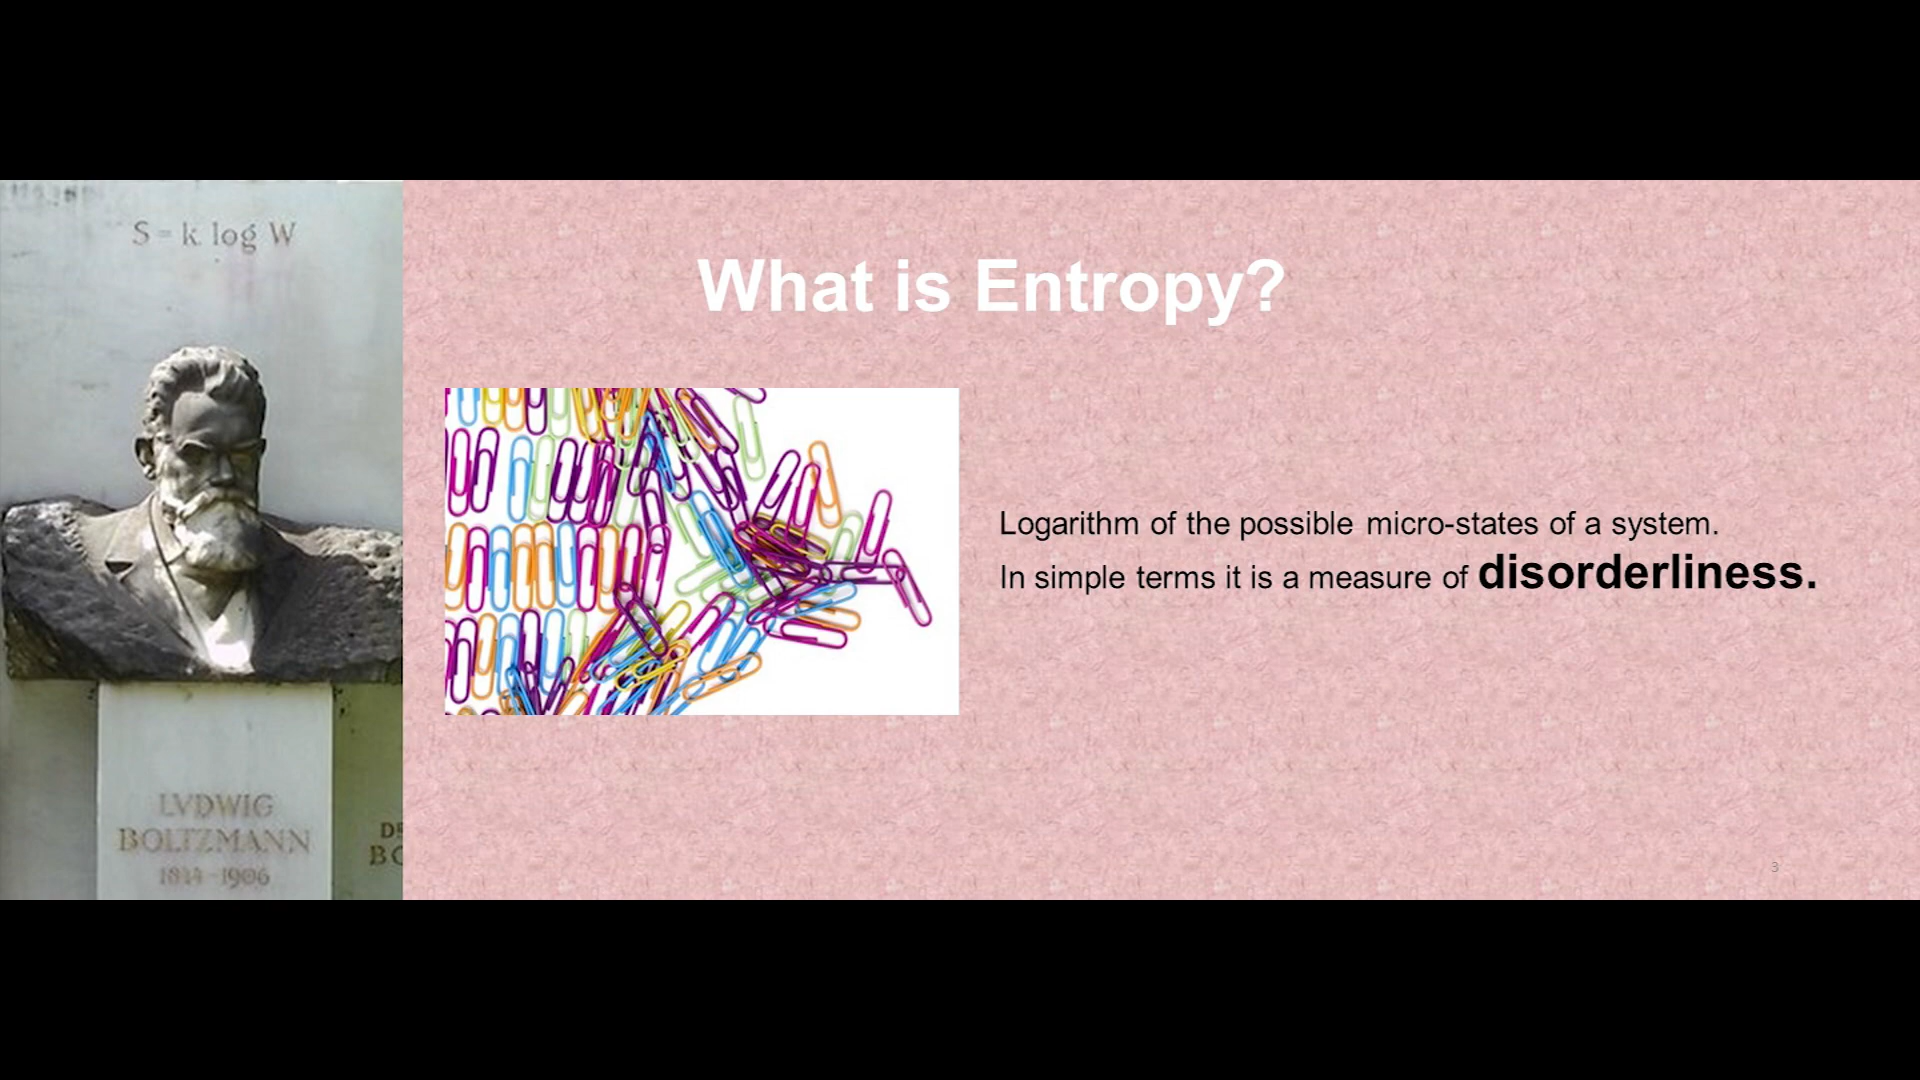 S = k. log W
What is Entropy?
Logarithm of the possible micro-states of a system.
In simple terms it is a measure of disorderliness.
LVDWIG
BOLTZMANN
1844-1906
3